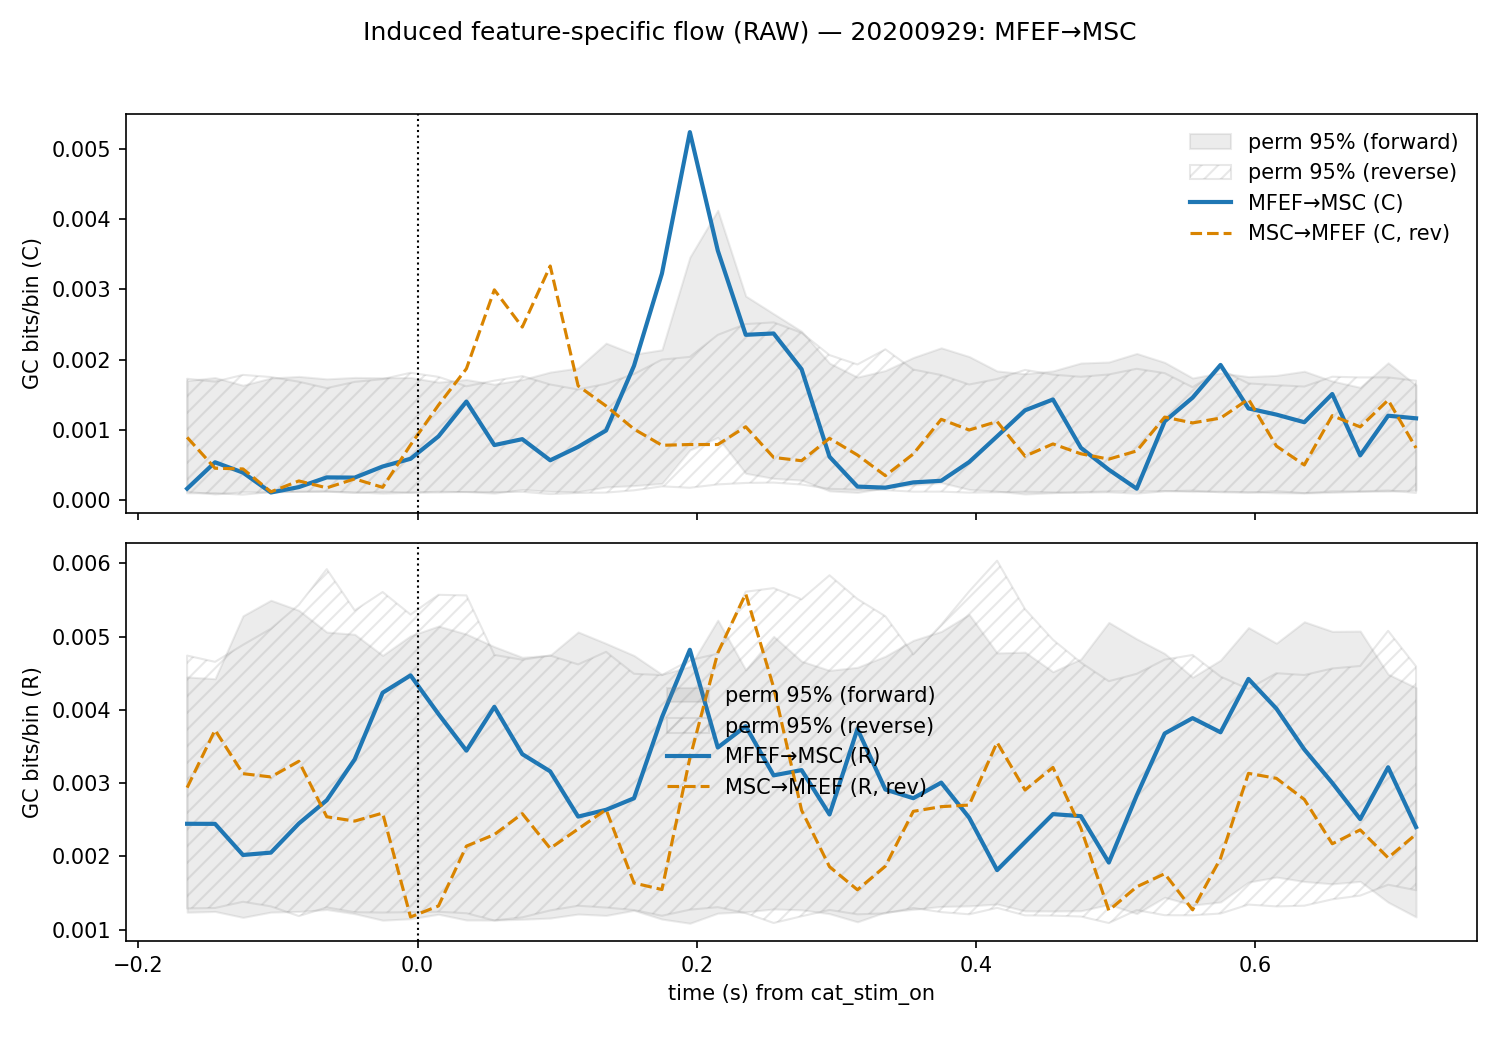 Induced feature-specific flow (RAW) — 20200929: MFEF→MSC
GC bits/bin (C)
0.005
0.004
0.003
0.002
0.001
0.000
perm 95% (forward)
perm 95% (reverse)
MFEF→MSC (C)
MSC→MFEF (C, rev)
GC bits/bin (R)
0.006
0.005
0.004
0.003
0.002
0.001
perm 95% (forward)
perm 95% (reverse)
MFEF→MSC (R)
MSC→MFEF (R, rev)
−0.2 0.0 0.2 0.4 0.6
time (s) from cat_stim_on